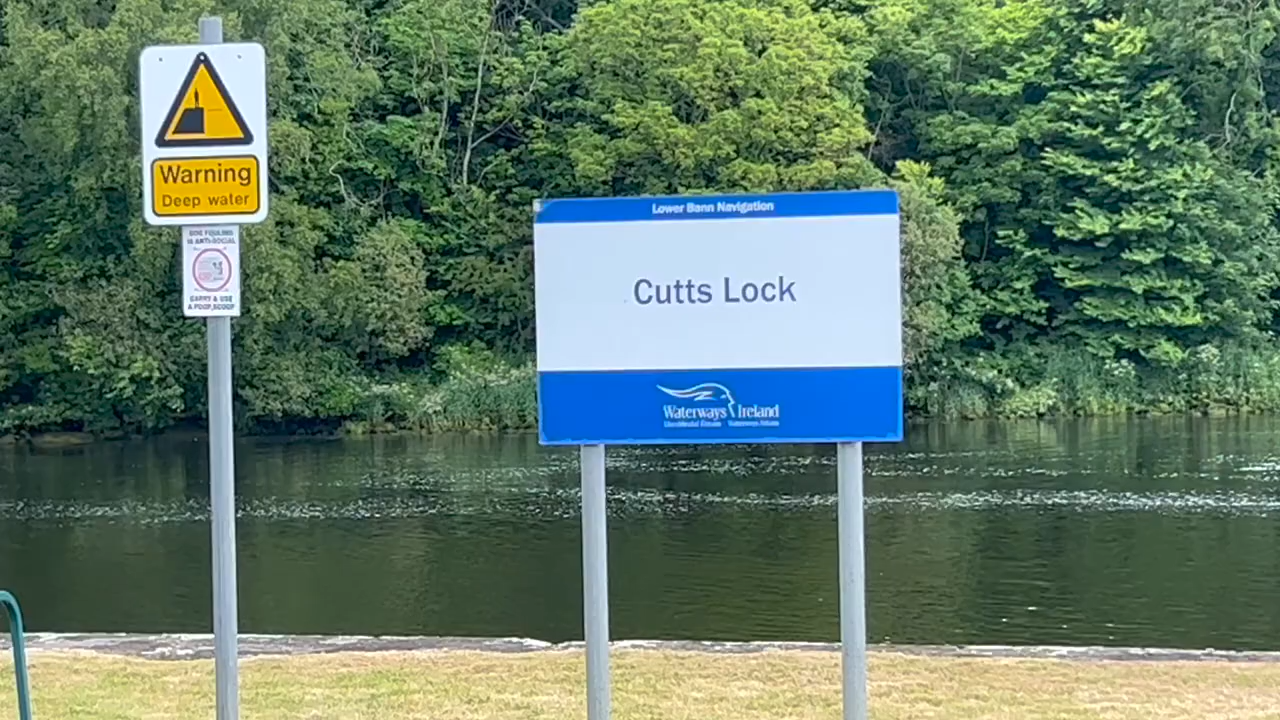 Warning
Deep water
DOG FOULING
IS ANTI-SOCIAL
CARRY & USE
A POOP SCOOP
Lower Bann Navigation
Cutts Lock
Waterways Ireland